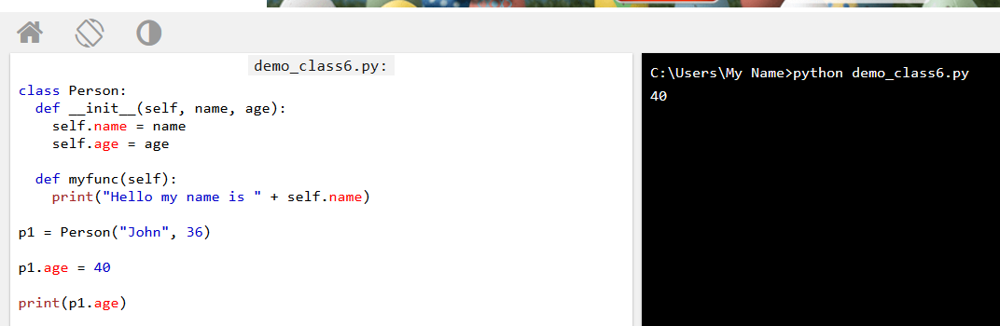 demo_class6.py:
class Person:
  def __init__(self, name, age):
    self.name = name
    self.age = age
  def myfunc(self):
    print("Hello my name is " + self.name)
p1 = Person("John", 36)
p1.age = 40
print(p1.age)
C:\Users\My Name>python demo_class6.py
40